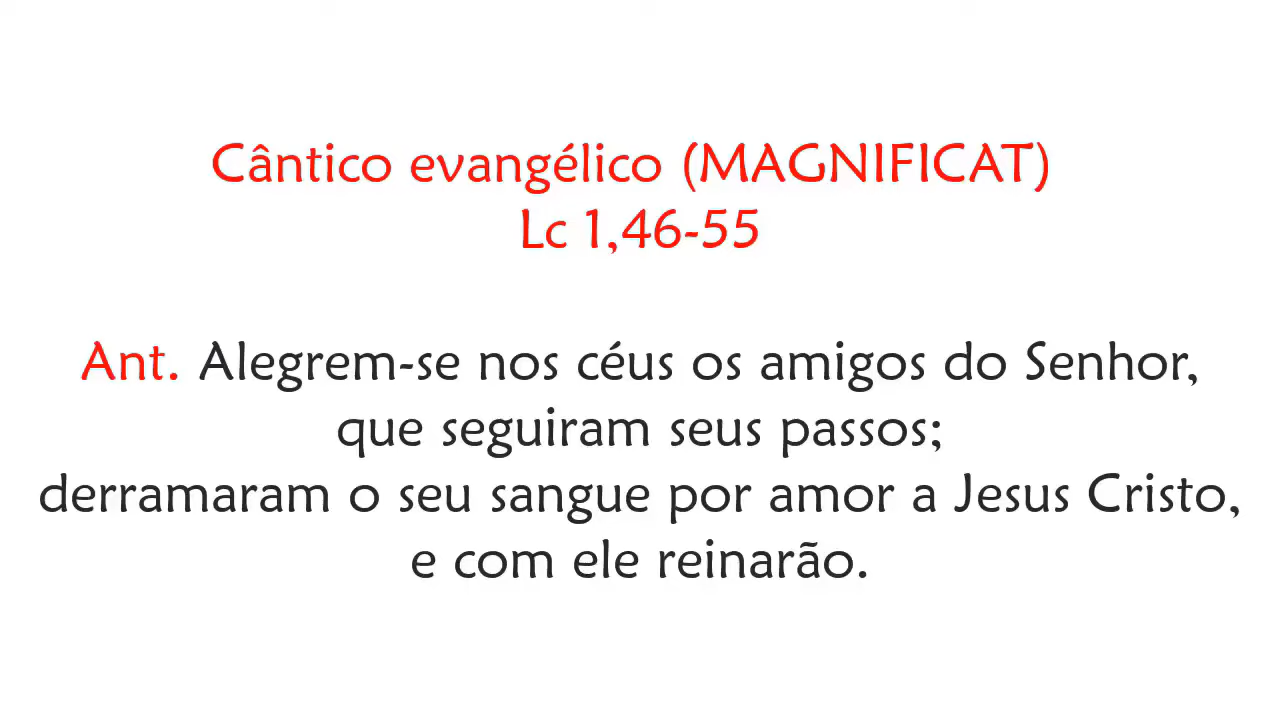 Cântico evangélico (MAGNIFICAT)
Lc 1,46-55
Ant. Alegrem-se nos céus os amigos do Senhor,
que seguiram seus passos;
derramaram o seu sangue por amor a Jesus Cristo,
e com ele reinarão.